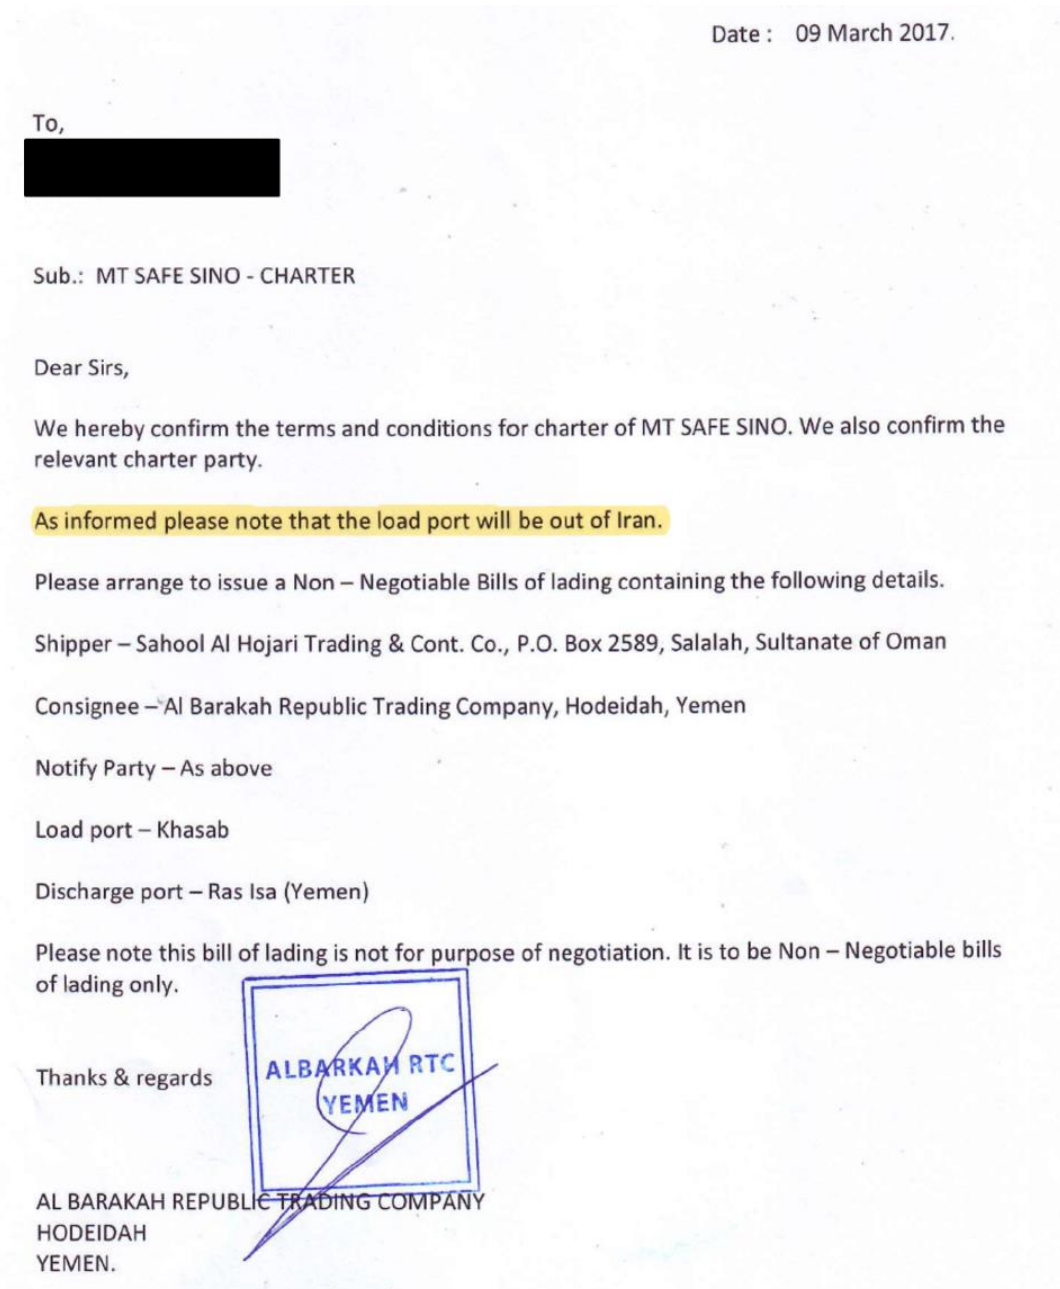 Date : 09 March 2017.
To,
Sub.: MT SAFE SINO - CHARTER
Dear Sirs,
We hereby confirm the terms and conditions for charter of MT SAFE SINO. We also confirm the
relevant charter party.
As informed please note that the load port will be out of Iran.
Please arrange to issue a Non – Negotiable Bills of lading containing the following details.
Shipper – Sahool Al Hojari Trading & Cont. Co., P.O. Box 2589, Salalah, Sultanate of Oman
Consignee – Al Barakah Republic Trading Company, Hodeidah, Yemen
Notify Party – As above
Load port – Khasab
Discharge port – Ras Isa (Yemen)
Please note this bill of lading is not for purpose of negotiation. It is to be Non – Negotiable bills
of lading only.
Thanks & regards
ALBARKAH RTC
YEMEN
AL BARAKAH REPUBLIC TRADING COMPANY
HODEIDAH
YEMEN.